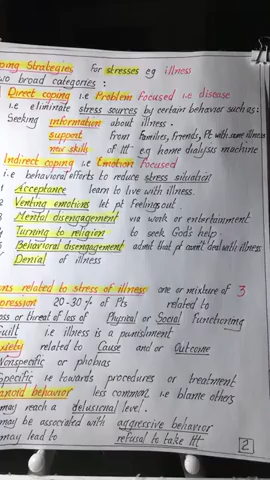 ping Strategies for stresses eg illness
wo broad categories:
Direct coping i.e Problem Focused i.e disease
i.e eliminate stress sources by certain behavior such as:
Seeking information about illness.
support from Families, Friends, Pt with same illness
new skills of ttt eg home dialysis machine
Indirect coping i.e Emotion Focused
i.e behavioral efforts to reduce stress situation
Acceptance learn to live with illness.
2 Venting emotions let pt Feelings out
3 Mental disengagement via work or entertainment
4 Turning to religion to seek God's help.
5 Behavioral disengagement admit that pt can't deal with illness
Denial of illness
ns related to stress of illness one or mixture of 3
pression 20-30% of Pts related to
oss or threat of loss of Physical or Social functioning
Guilt i.e illness is a punishment
xiety related to Cause and or Outcome
Nonspecific or phobias
Specific i.e towards procedures or treatment
anoid behavior less common i.e blame others
may reach a delusional level.
may be associated with aggressive behavior
may lead to refusal to take ttt
2